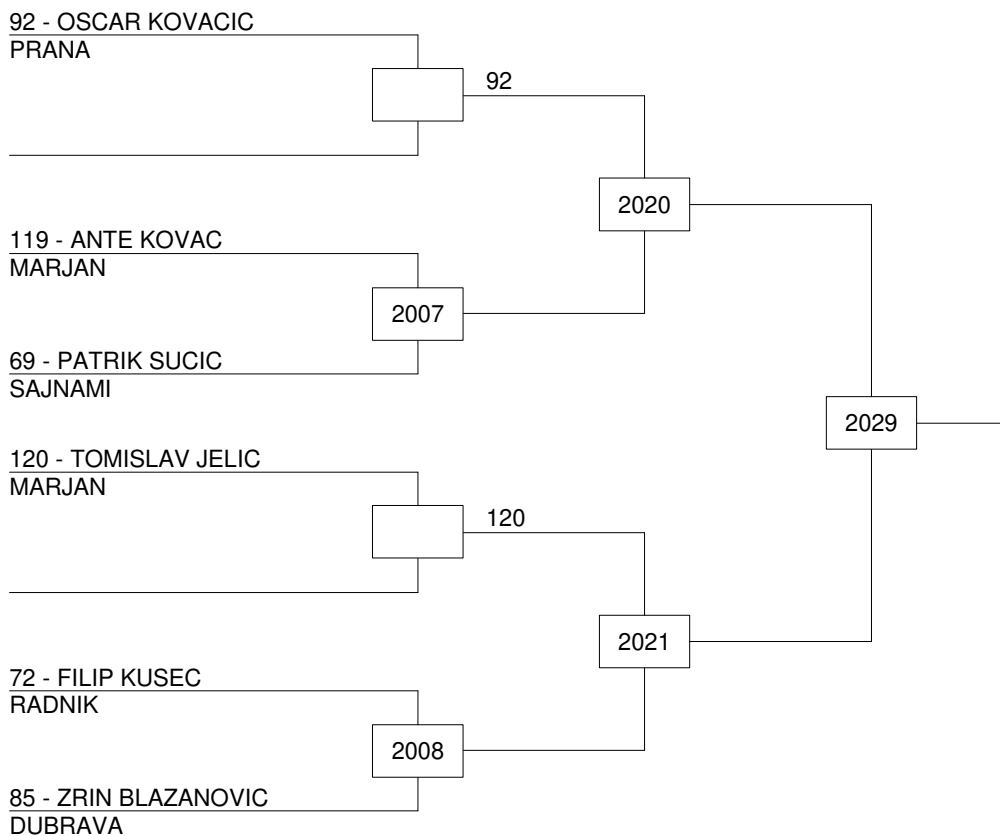 92 - OSCAR KOVACIC
PRANA
92
2020
119 - ANTE KOVAC
MARJAN
2007
69 - PATRIK SUCIC
SAJNAMI
2029
120 - TOMISLAV JELIC
MARJAN
120
2021
72 - FILIP KUSEC
RADNIK
2008
85 - ZRIN BLAZANOVIC
DUBRAVA